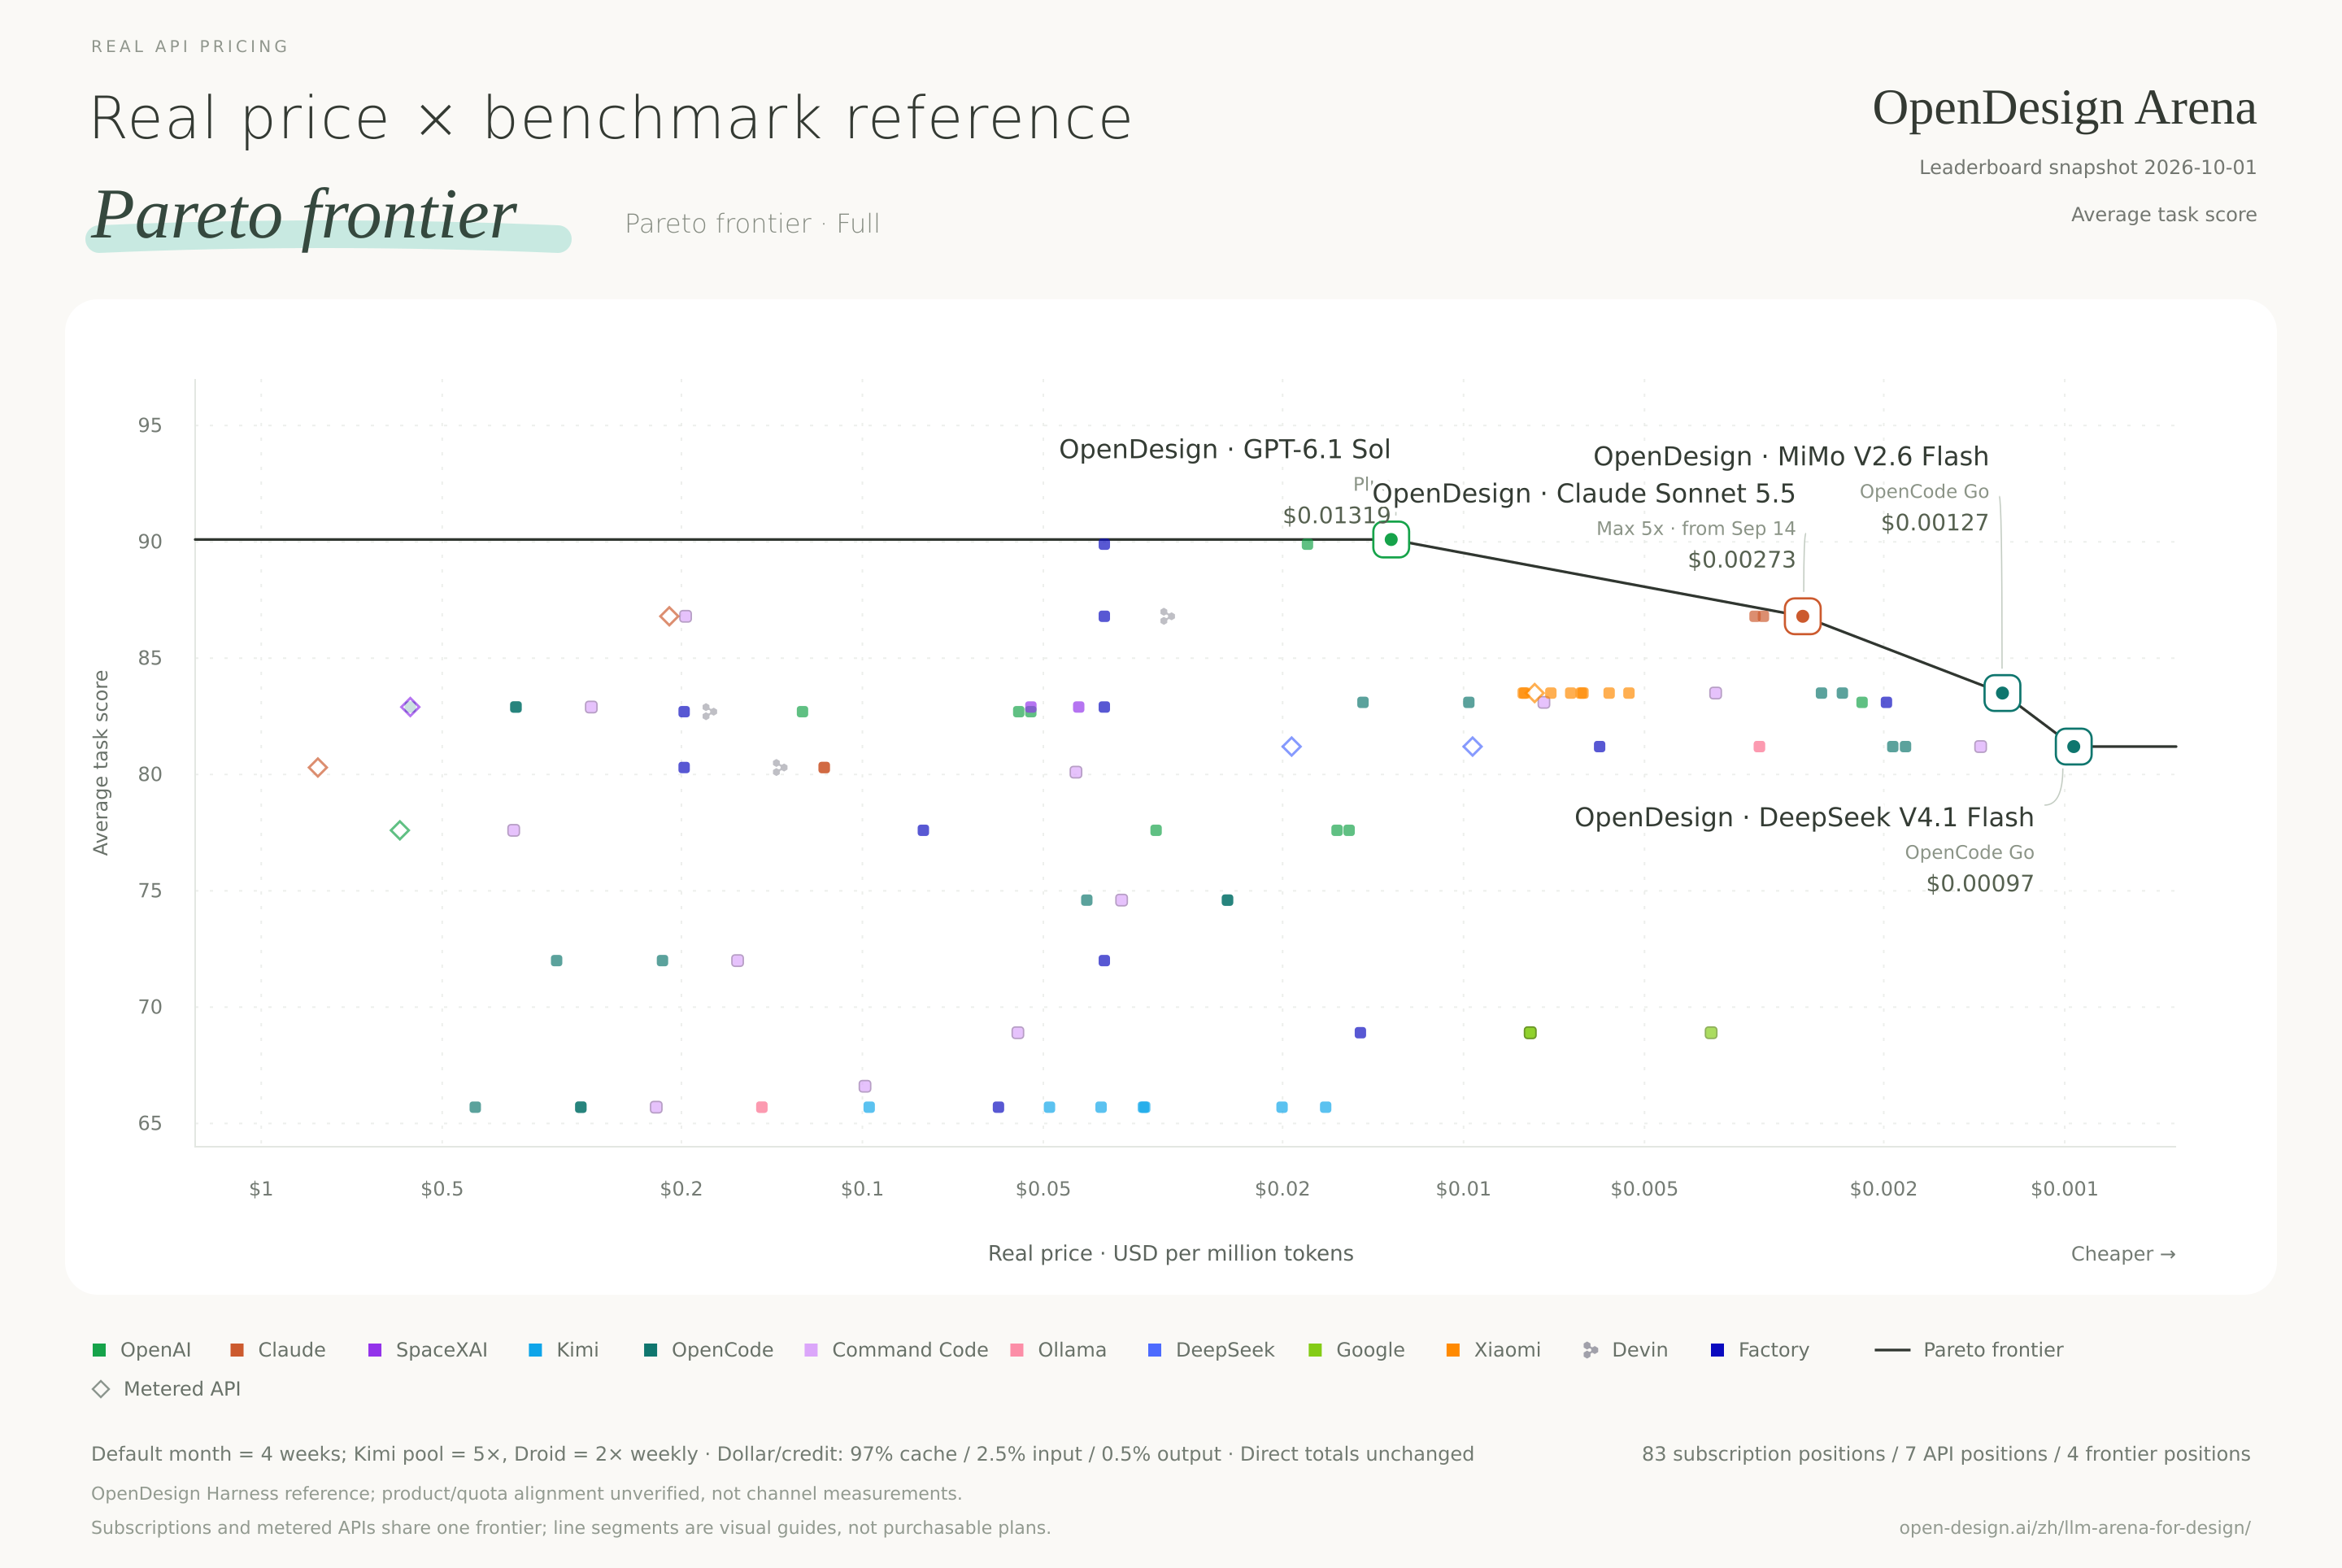 REAL API PRICING
Real price × benchmark reference
Pareto frontier
Pareto frontier · Full
OpenDesign Arena
Leaderboard snapshot 2026-10-01
Average task score
95
90
85
80
75
70
65
Average task score
OpenDesign · GPT-6.1 Sol
$0.01319
OpenDesign · Claude Sonnet 5.5
Max 5x · from Sep 14
$0.00273
OpenDesign · MiMo V2.6 Flash
OpenCode Go
$0.00127
OpenDesign · DeepSeek V4.1 Flash
OpenCode Go
$0.00097
$1
$0.5
$0.2
$0.1
$0.05
$0.02
$0.01
$0.005
$0.002
$0.001
Real price · USD per million tokens
Cheaper →
OpenAI
Claude
SpaceXAI
Kimi
OpenCode
Command Code
Ollama
DeepSeek
Google
Xiaomi
Devin
Factory
Pareto frontier
Metered API
Default month = 4 weeks; Kimi pool = 5×, Droid = 2× weekly · Dollar/credit: 97% cache / 2.5% input / 0.5% output · Direct totals unchanged
83 subscription positions / 7 API positions / 4 frontier positions
OpenDesign Harness reference; product/quota alignment unverified, not channel measurements.
Subscriptions and metered APIs share one frontier; line segments are visual guides, not purchasable plans.
open-design.ai/zh/llm-arena-for-design/